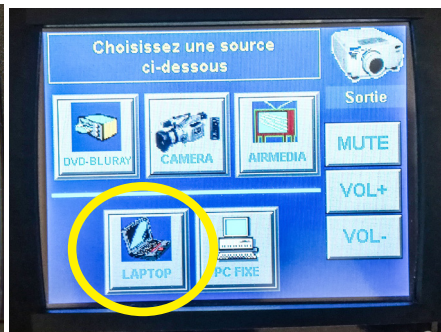 Choisissez une source
ci-dessous
Sortie
DVD-BLURAY
CAMERA
AIRMEDIA
MUTE
VOL+
VOL-
LAPTOP
PC FIXE